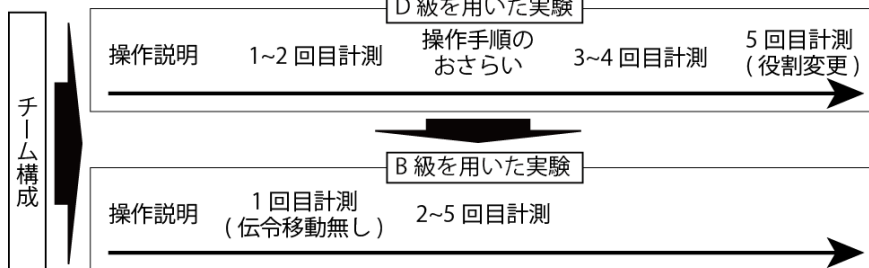 チーム構成
D 級を用いた実験
操作説明
1~2 回目計測
操作手順の
おさらい
3~4 回目計測
5 回目計測
( 役割変更 )
B 級を用いた実験
操作説明
1 回目計測
( 伝令移動無し )
2~5 回目計測